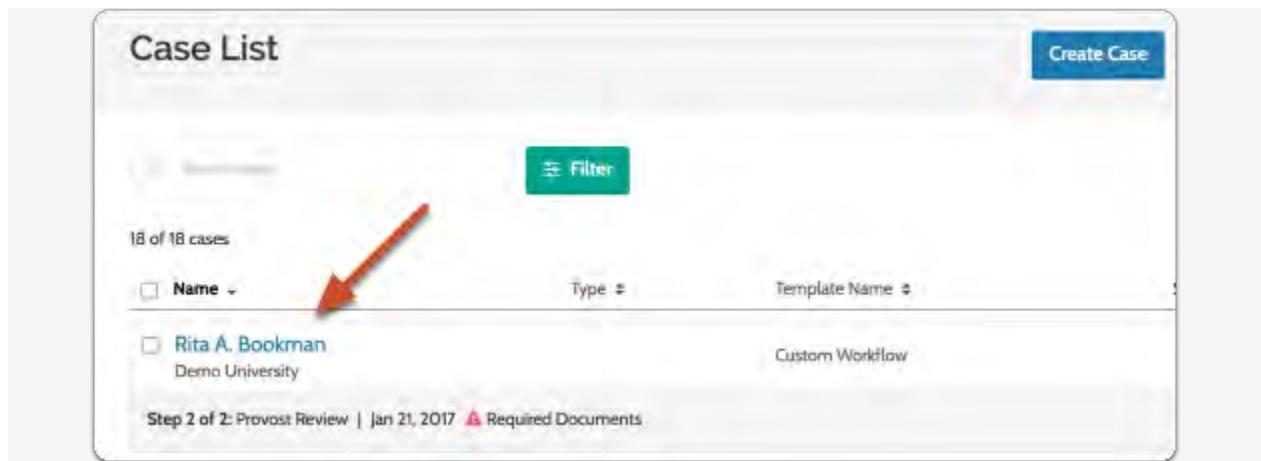 Case List
Create Case
Filter
18 of 18 cases
Name
Type
Template Name
Rita A. Bookman
Custom Workflow
Demo University
Step 2 of 2: Provost Review | Jan 21, 2017 Required Documents